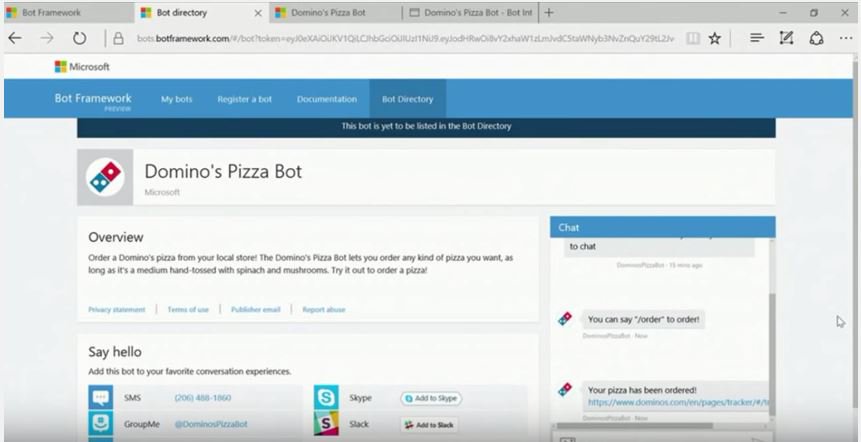 Bot Framework
Bot directory
Domino's Pizza Bot
Domino's Pizza Bot - Bot Int
Microsoft
Bot Framework
PREVIEW
My bots
Register a bot
Documentation
Bot Directory
This bot is yet to be listed in the Bot Directory
Domino's Pizza Bot
Microsoft
Overview
Order a Domino's pizza from your local store! The Domino's Pizza Bot lets you order any kind of pizza you want, as
long as it's a medium hand-tossed with spinach and mushrooms. Try it out to order a pizza!
Privacy statement | Terms of use | Publisher email | Report abuse
Say hello
Add this bot to your favorite conversation experiences.
SMS (206) 488-1860
Skype Add to Skype
GroupMe @DominosPizzaBot
Slack Add to Slack
Chat
to chat
DominosPizzaBot - 15 mins ago
You can say "/order" to order!
DominosPizzaBot - Now
Your pizza has been ordered!
https://www.dominos.com/en/pages/tracker/#/
DominosPizzaBot - Now